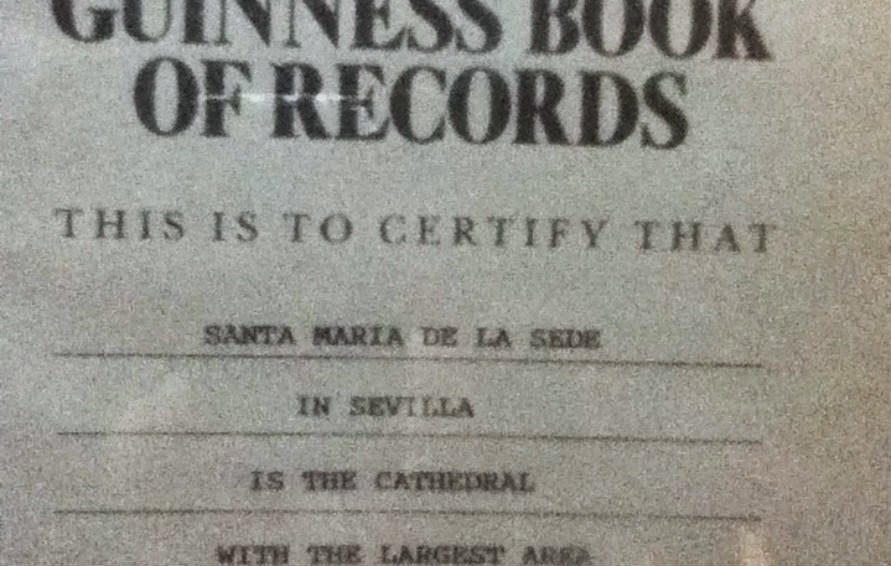 GUINNESS BOOK
OF RECORDS
THIS IS TO CERTIFY THAT
SANTA MARIA DE LA SEDE
IN SEVILLA
IS THE CATHEDRAL
WITH THE LARGEST AREA